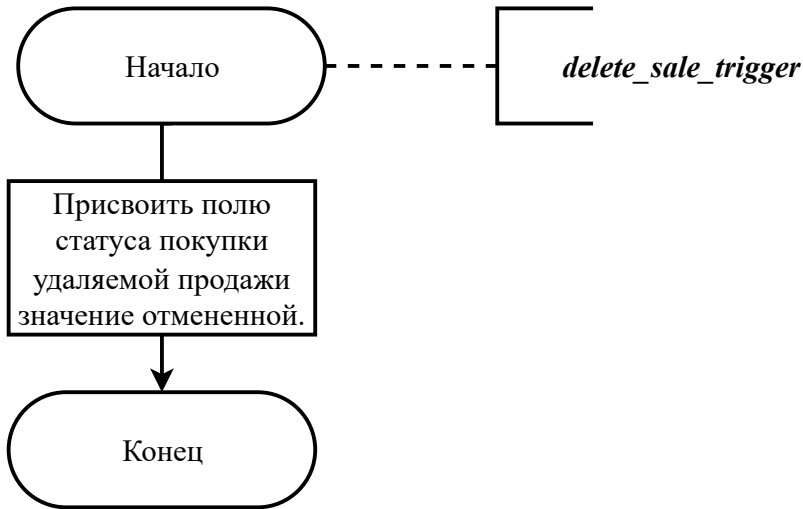 Начало
delete_sale_trigger
Присвоить полю
статуса покупки
удаляемой продажи
значение отмененной.
Конец